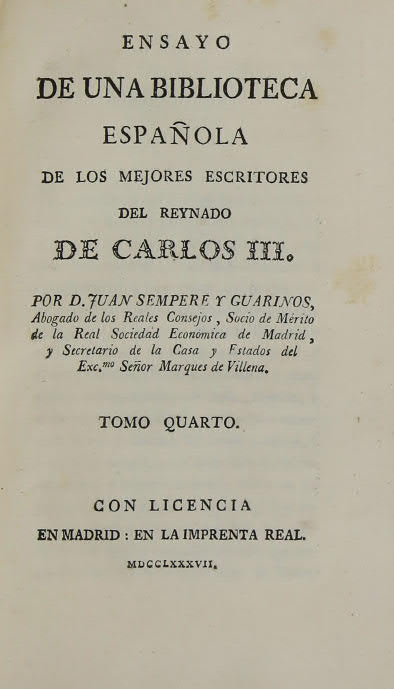 ENSAYO
DE UNA BIBLIOTECA
ESPAÑOLA
DE LOS MEJORES ESCRITORES
DEL REYNADO
DE CARLOS III.
POR D. JUAN SEMPERE Y GUARINOS,
Abogado de los Reales Consejos, Socio de Mérito
de la Real Sociedad Económica de Madrid,
y Secretario de la Casa y Estados del
Exc.mo Señor Marques de Villena.
TOMO QUARTO.
CON LICENCIA
EN MADRID : EN LA IMPRENTA REAL.
MDCCLXXXVII.